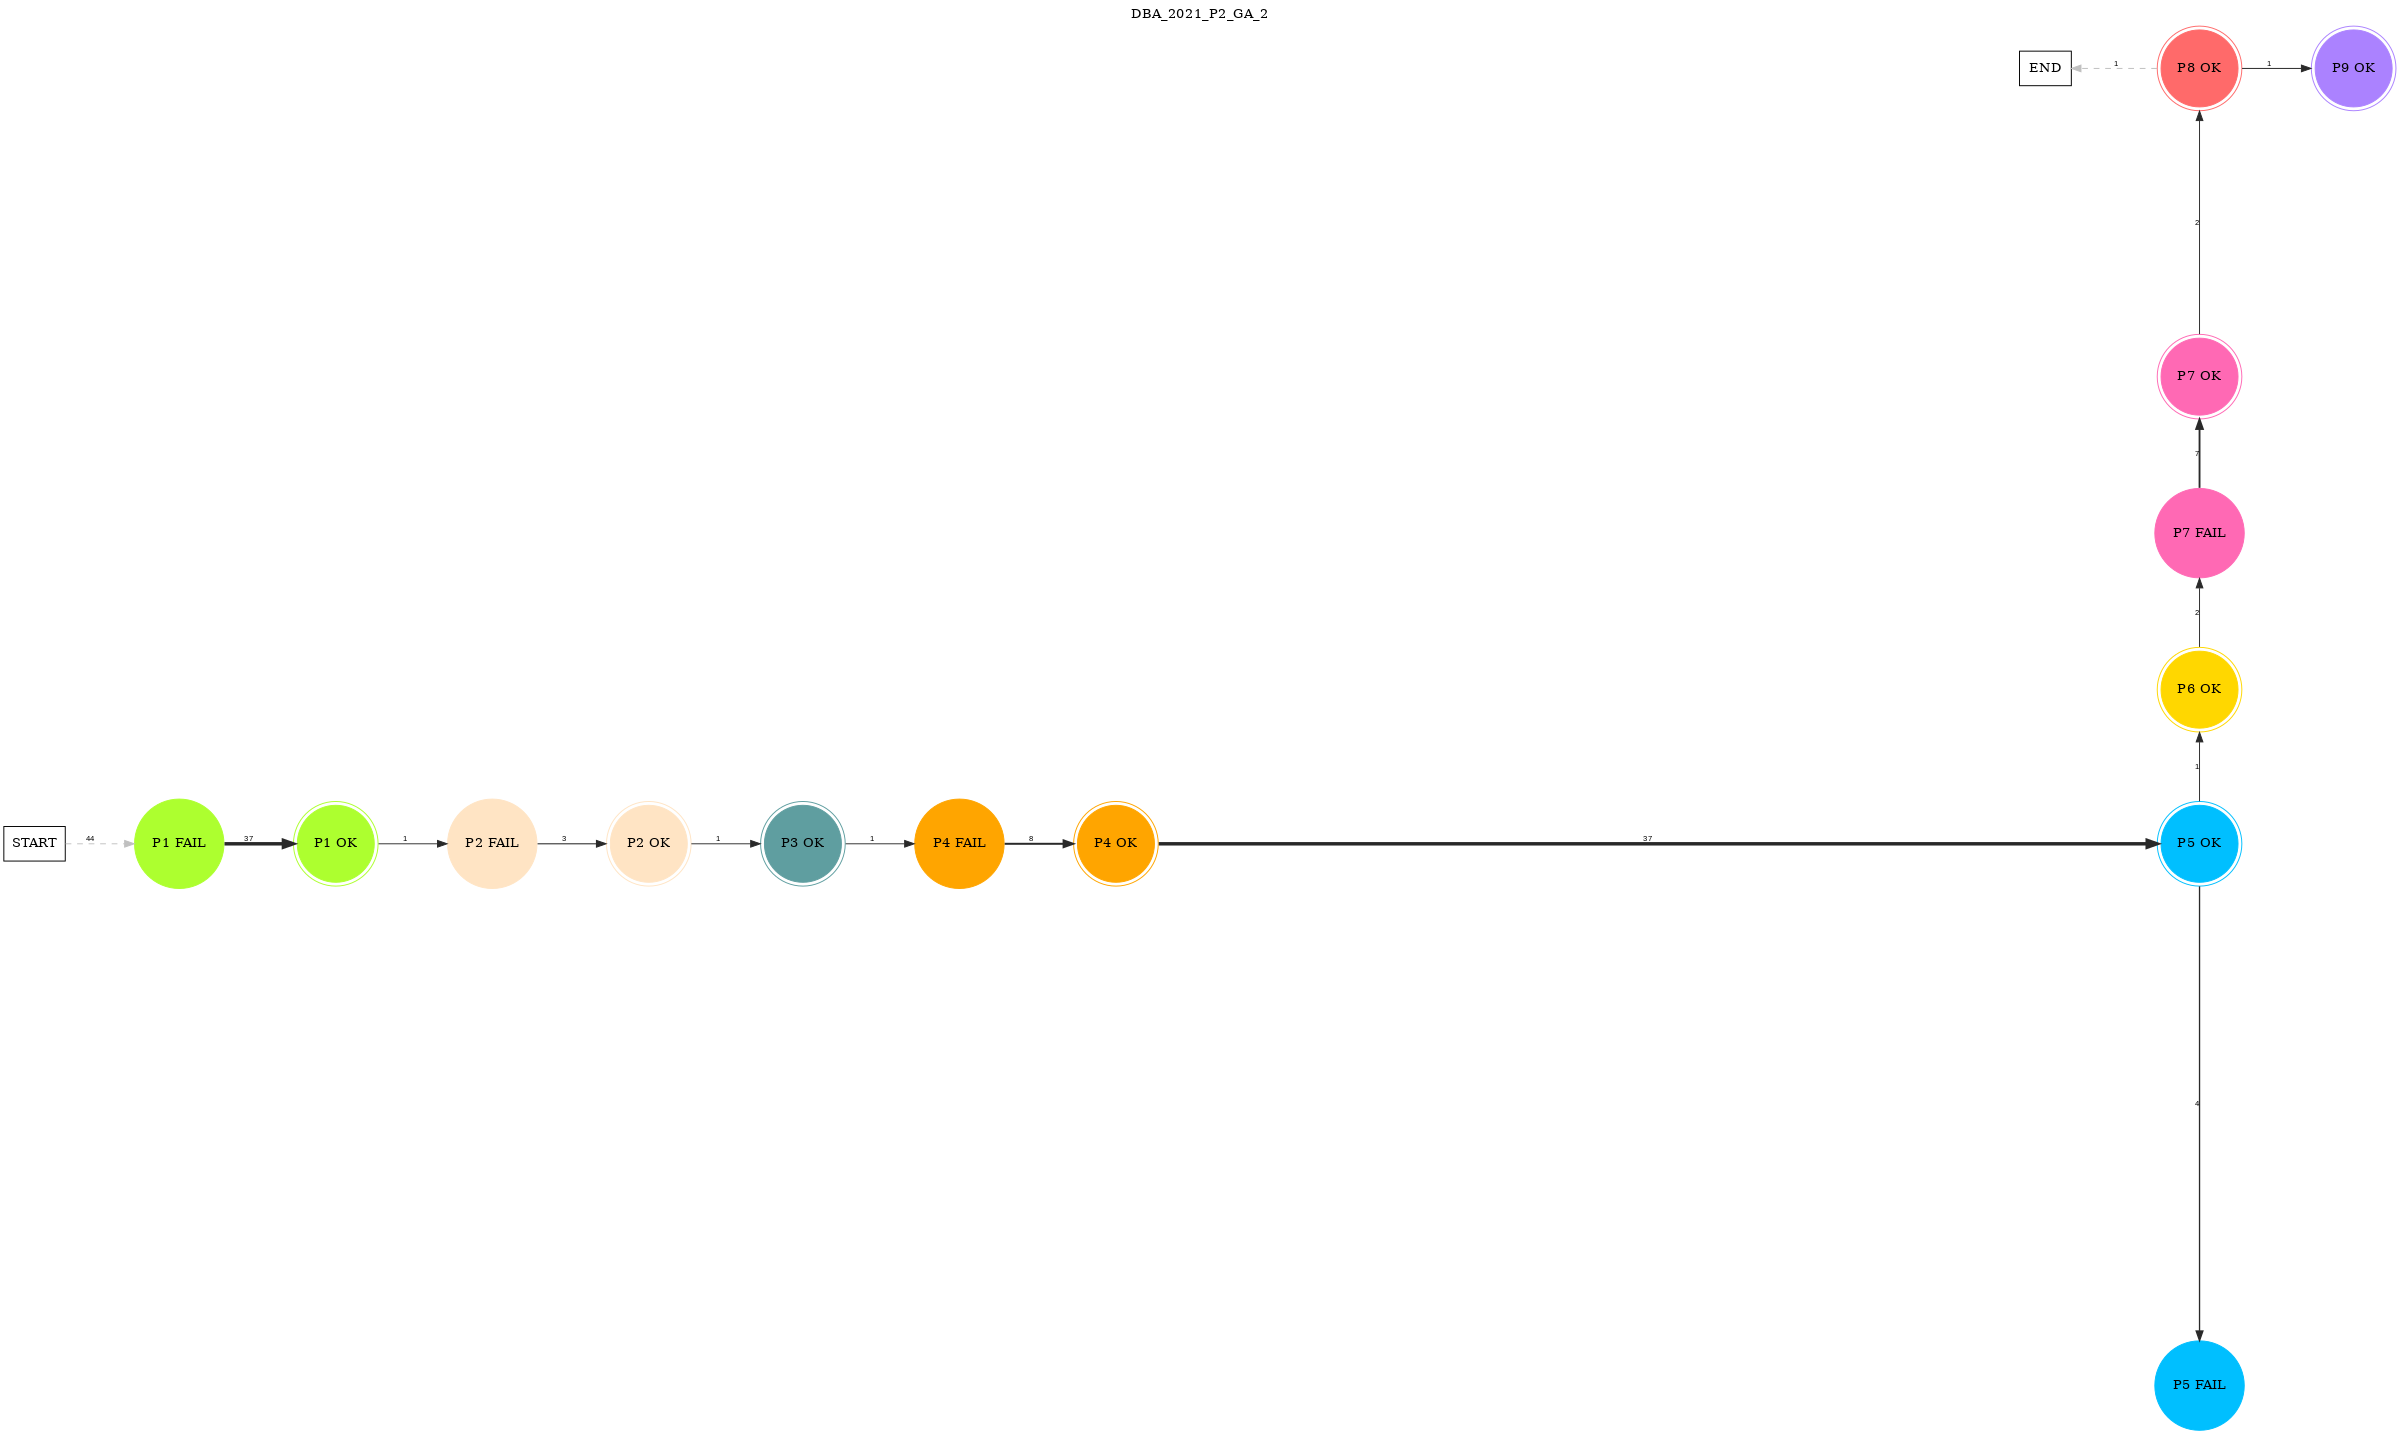 DBA_2021_P2_GA_2
END
1
P8 OK
1
P9 OK
2
P7 OK
7
P7 FAIL
2
P6 OK
1
START
44
P1 FAIL
37
P1 OK
1
P2 FAIL
3
P2 OK
1
P3 OK
1
P4 FAIL
8
P4 OK
37
P5 OK
4
P5 FAIL